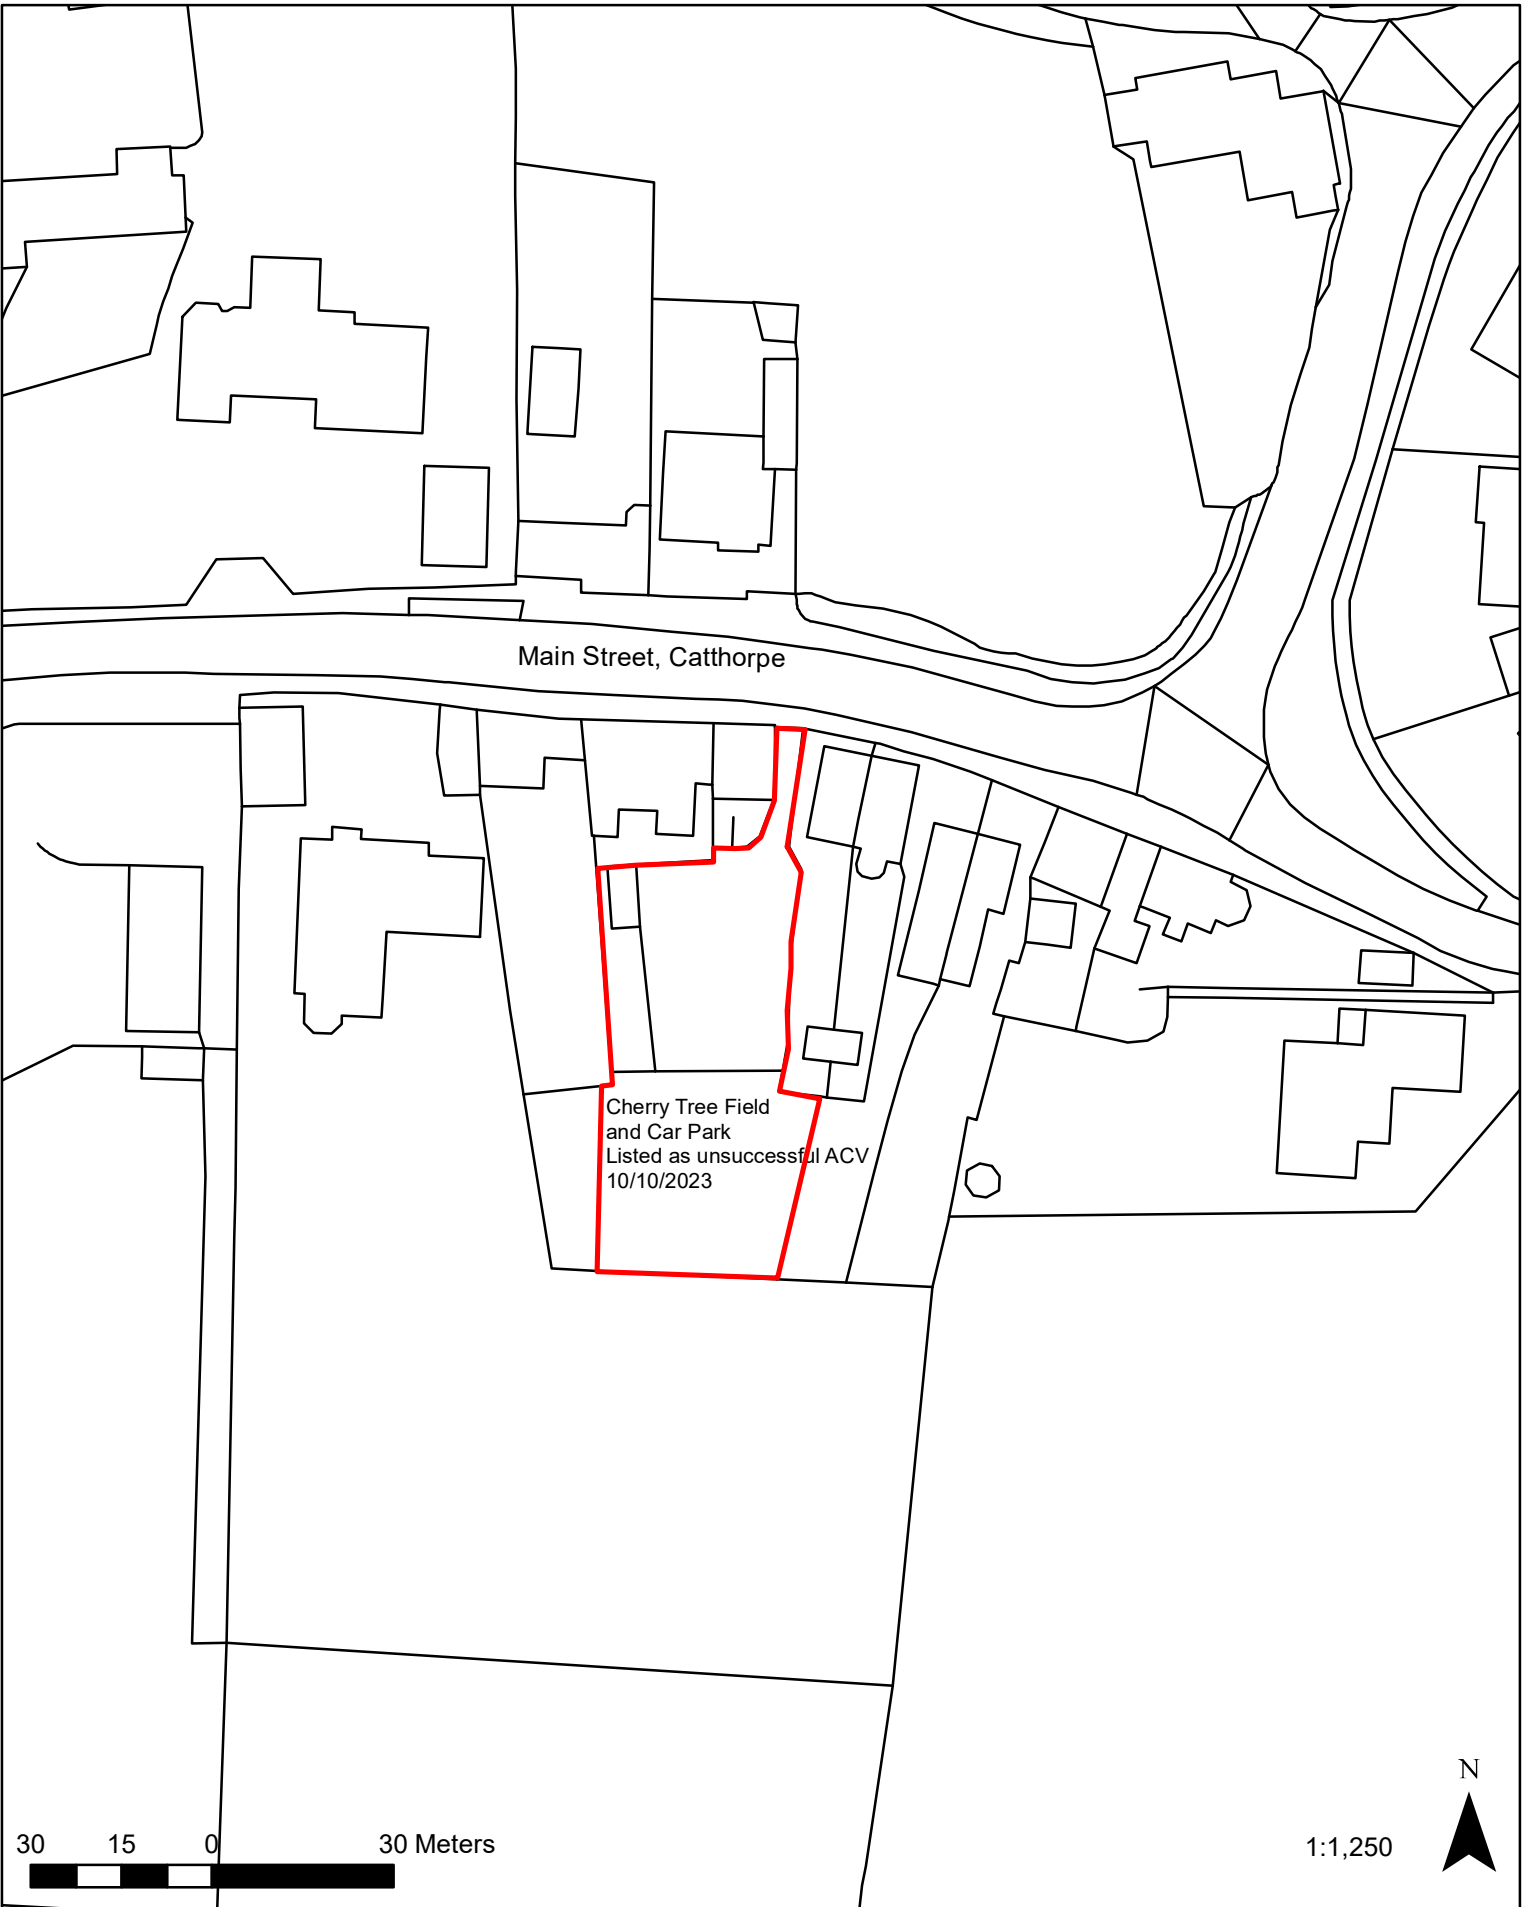 Main Street, Catthorpe
Cherry Tree Field
and Car Park
Listed as unsuccessful ACV
10/10/2023
N
30 15 0 30 Meters
1:1,250